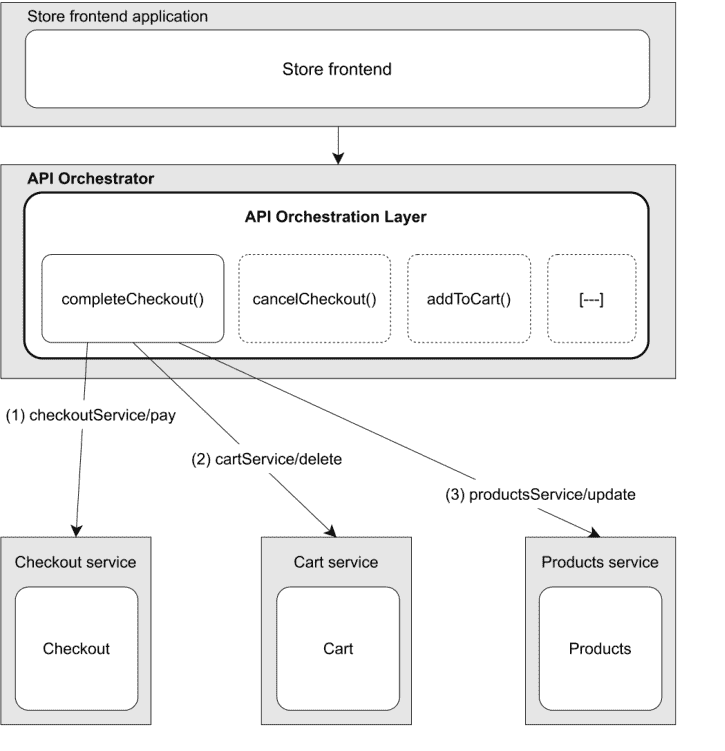 Store frontend application
Store frontend
API Orchestrator
API Orchestration Layer
completeCheckout()
cancelCheckout()
addToCart()
[---]
(1) checkoutService/pay
(2) cartService/delete
(3) productsService/update
Checkout service
Cart service
Products service
Checkout
Cart
Products